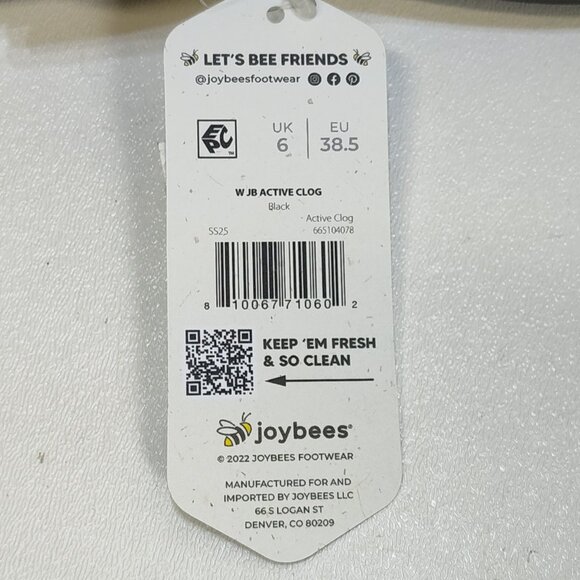 LET'S BEE FRIENDS
@joybeesfootwear
EPC™
UK EU
6 38.5
W JB ACTIVE CLOG
Black
Active Clog
SS25 665104078
8 10067 71060 2
KEEP 'EM FRESH
& SO CLEAN
joybees®
© 2022 JOYBEES FOOTWEAR
MANUFACTURED FOR AND
IMPORTED BY JOYBEES LLC
66 S LOGAN ST
DENVER, CO 80209